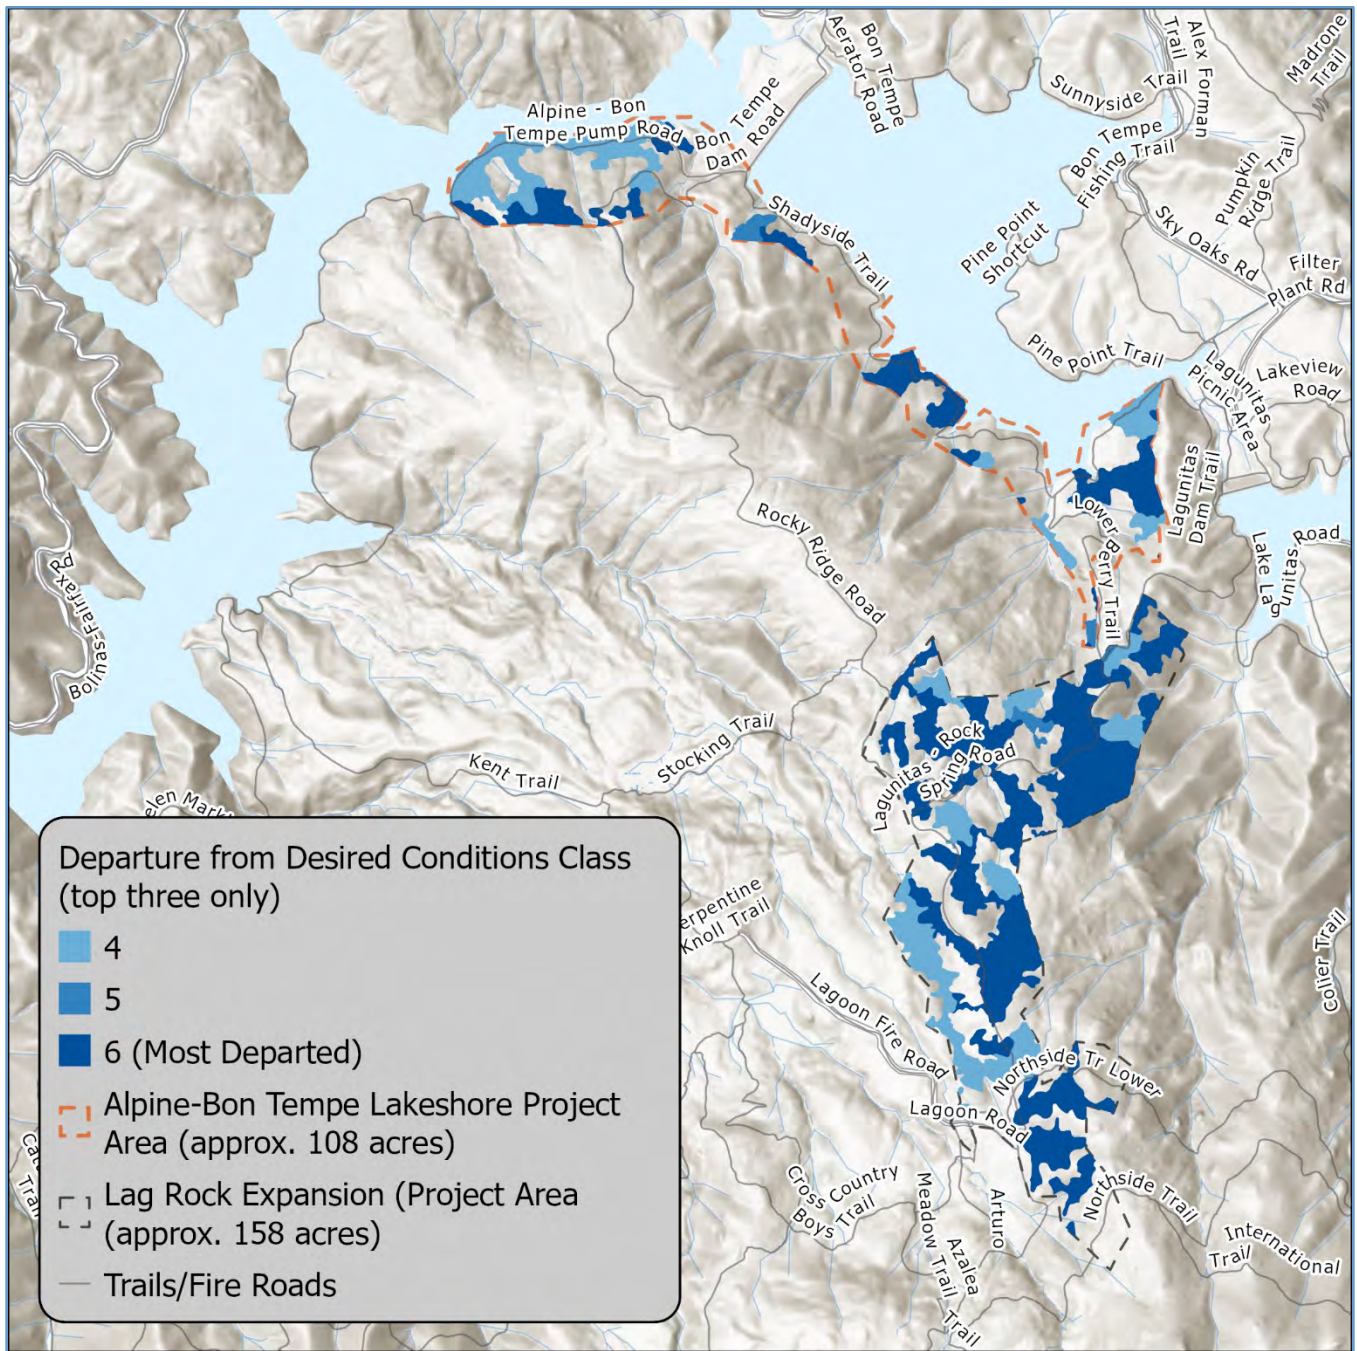 Alpine - Bon
Tempe Pump Road
Bon Tempe
Dam Road
Bon Tempe
Aerator Road
Sunnyside Trail
Alex Forman
Trail
Madrone
Trail
Bon Tempe
Fishing Trail
Pumpkin
Ridge Trail
Shadyside Trail
Pine Point
Shortcut
Sky Oaks Rd
Filter
Plant Rd
Pine Point Trail
Lagunitas
Picnic Area
Lakeview
Road
Lagunitas
Dam Trail
Lower Berry Trail
Lake Lagunitas Road
Rocky Ridge Road
Bolinas-Fairfax Rd
Stocking Trail
Kent Trail
Lagunitas - Rock
Spring Road
elen Mark
Departure from Desired Conditions Class
(top three only)
4
5
6 (Most Departed)
Alpine-Bon Tempe Lakeshore Project
Area (approx. 108 acres)
Lag Rock Expansion (Project Area
(approx. 158 acres)
Trails/Fire Roads
erpentine
Knoll Trail
Lagoon Fire Road
Colier Trail
Northside Tr Lower
Lagoon Road
Cross Country
Boys Trail
Meadow Trail
Arturo
Azalea
Trail
Northside Trail
International
Trail
Ca
Trail